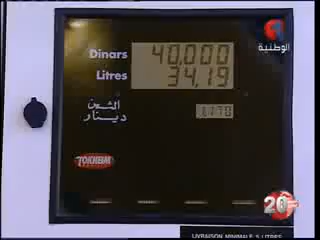 Dinars 40,000
Litres 34,19
الثمن
دينار
1,170
TOKHEIM
الوطنية
20
LIVRAISON MINIMALE 5 LITRES